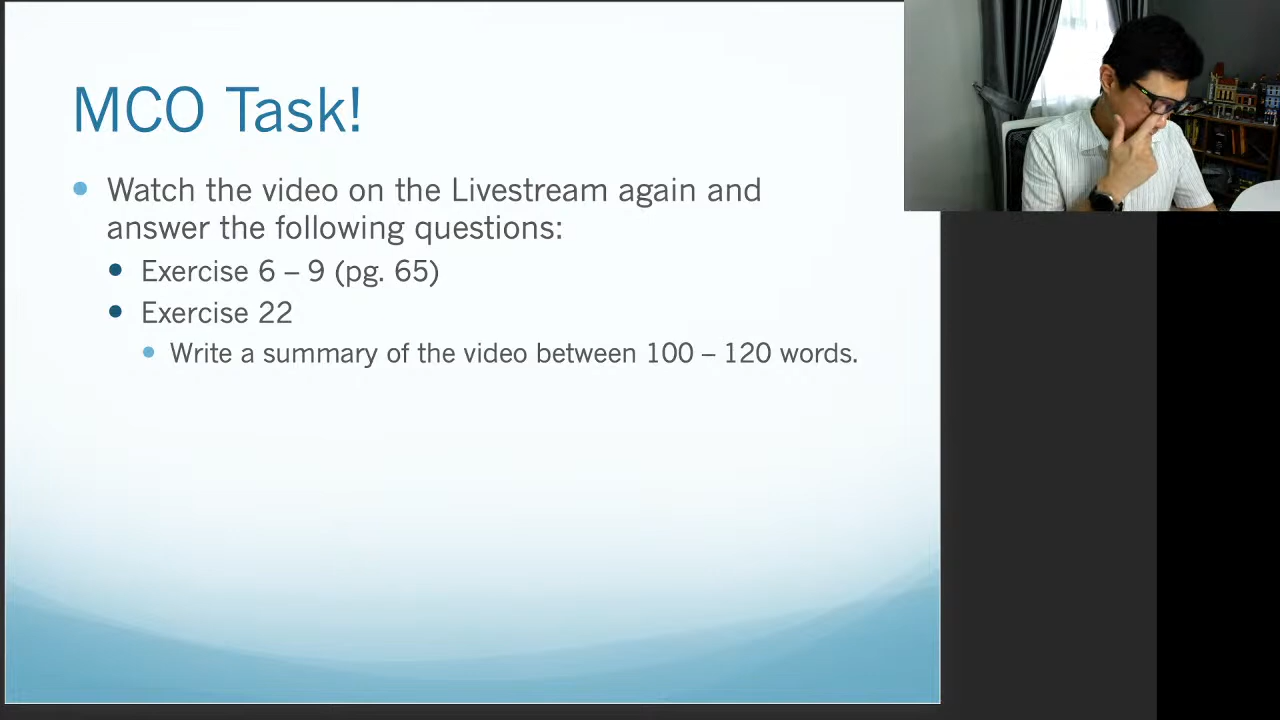 MCO Task!
Watch the video on the Livestream again and
answer the following questions:
Exercise 6 – 9 (pg. 65)
Exercise 22
Write a summary of the video between 100 – 120 words.